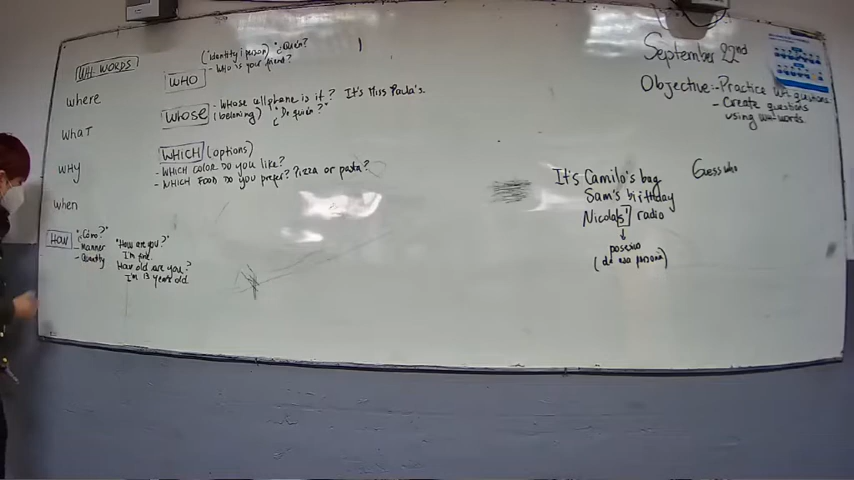 WH-WORDS
where
what
why
when
HOW
"¿Cómo?"
- Manner
"How are you?"
I'm fine.
How old are you?
I'm 13 years old
(identity / person) "¿Quién?"
WHO - Who is your friend?
WHOSE - Whose cellphone is it? It's Miss Paula's.
(belonging) "¿De quién?"
WHICH (options)
- WHICH COLOR DO YOU LIKE?
- WHICH FOOD DO YOU prefer? Pizza or pasta?
September 22nd
Objective: - Practice WH questions
- Create questions
using WH-words.
It's Camilo's bag
Sam's birthday
Nicolas' radio
(de esa persona)
Guess who